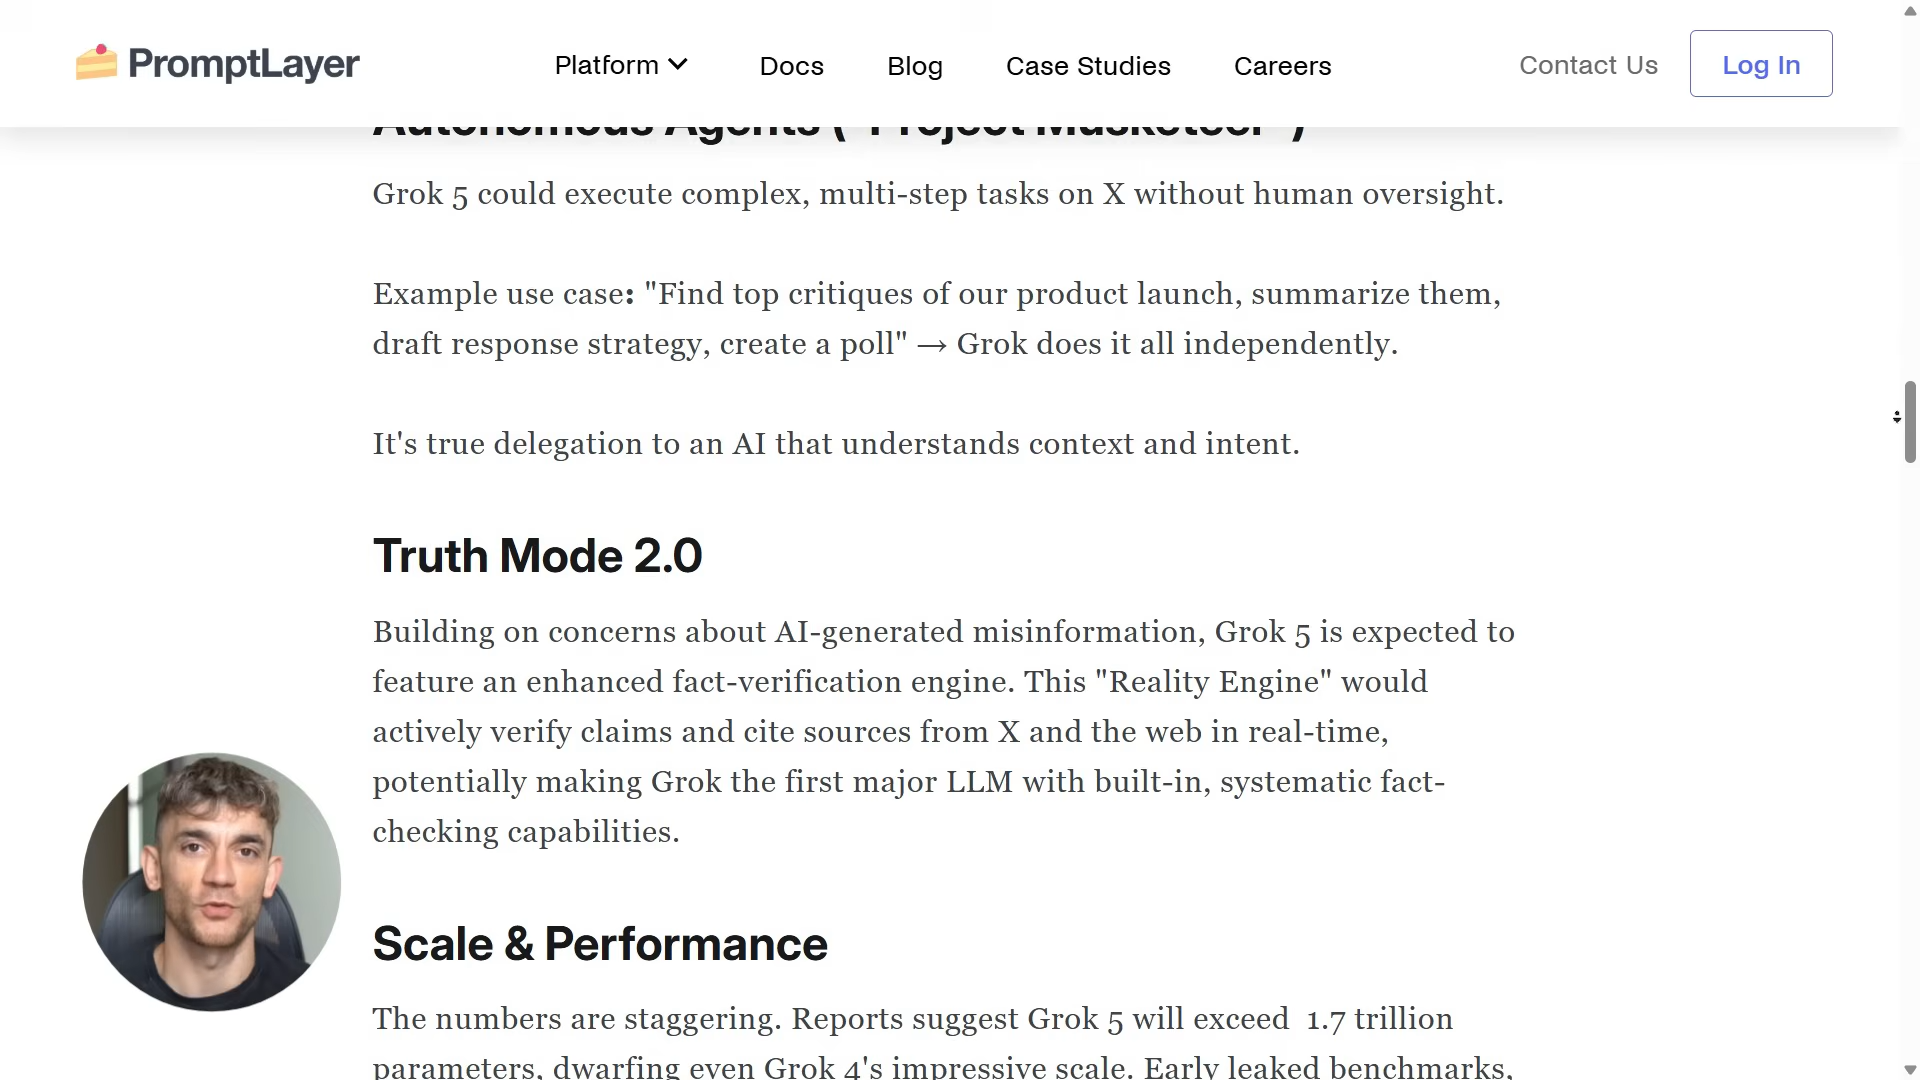 PromptLayer
Platform
Docs
Blog
Case Studies
Careers
Contact Us
Log In
Autonomous Agents ("Project Musketeer")
Grok 5 could execute complex, multi-step tasks on X without human oversight.
Example use case: "Find top critiques of our product launch, summarize them,
draft response strategy, create a poll" → Grok does it all independently.
It's true delegation to an AI that understands context and intent.
Truth Mode 2.0
Building on concerns about AI-generated misinformation, Grok 5 is expected to
feature an enhanced fact-verification engine. This "Reality Engine" would
actively verify claims and cite sources from X and the web in real-time,
potentially making Grok the first major LLM with built-in, systematic fact-
checking capabilities.
Scale & Performance
The numbers are staggering. Reports suggest Grok 5 will exceed 1.7 trillion
parameters, dwarfing even Grok 4's impressive scale. Early leaked benchmarks,